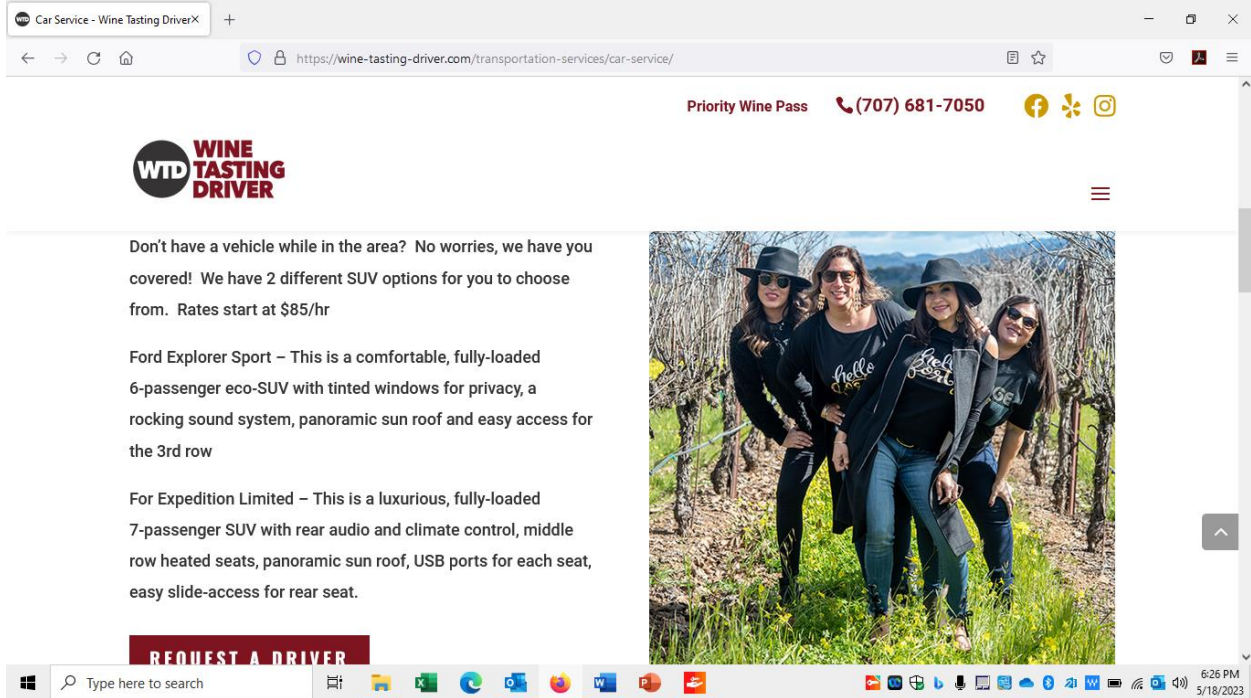 Car Service - Wine Tasting Driver
https://wine-tasting-driver.com/transportation-services/car-service/
Priority Wine Pass (707) 681-7050
WTD WINE
TASTING
DRIVER
Don't have a vehicle while in the area? No worries, we have you
covered! We have 2 different SUV options for you to choose
from. Rates start at $85/hr
Ford Explorer Sport – This is a comfortable, fully-loaded
6-passenger eco-SUV with tinted windows for privacy, a
rocking sound system, panoramic sun roof and easy access for
the 3rd row
For Expedition Limited – This is a luxurious, fully-loaded
7-passenger SUV with rear audio and climate control, middle
row heated seats, panoramic sun roof, USB ports for each seat,
easy slide-access for rear seat.
REQUEST A DRIVER
hello
Type here to search
6:26 PM
5/18/2023